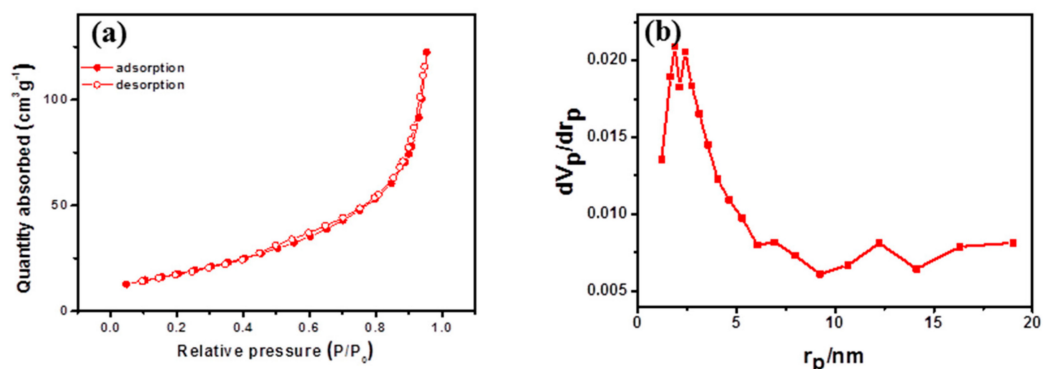 (a)
adsorption
desorption
Quantity absorbed (cm³g⁻¹)
100
50
0
0.0 0.2 0.4 0.6 0.8 1.0
Relative pressure (P/P₀)
(b)
dVp/drp
0.020
0.015
0.010
0.005
0 5 10 15 20
rp/nm